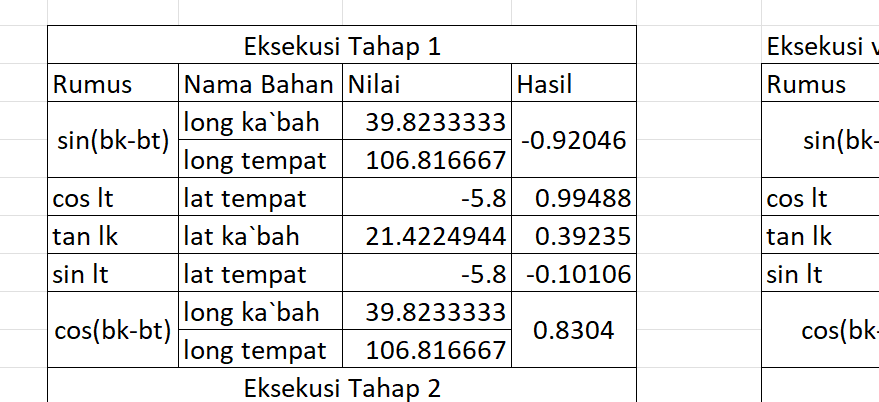 Eksekusi Tahap 1
Rumus Nama Bahan Nilai Hasil
sin(bk-bt) long ka`bah 39.8233333 -0.92046
long tempat 106.816667
cos lt lat tempat -5.8 0.99488
tan lk lat ka`bah 21.4224944 0.39235
sin lt lat tempat -5.8 -0.10106
cos(bk-bt) long ka`bah 39.8233333 0.8304
long tempat 106.816667
Eksekusi Tahap 2
Eksekusi
Rumus
sin(bk-
cos lt
tan lk
sin lt
cos(bk-